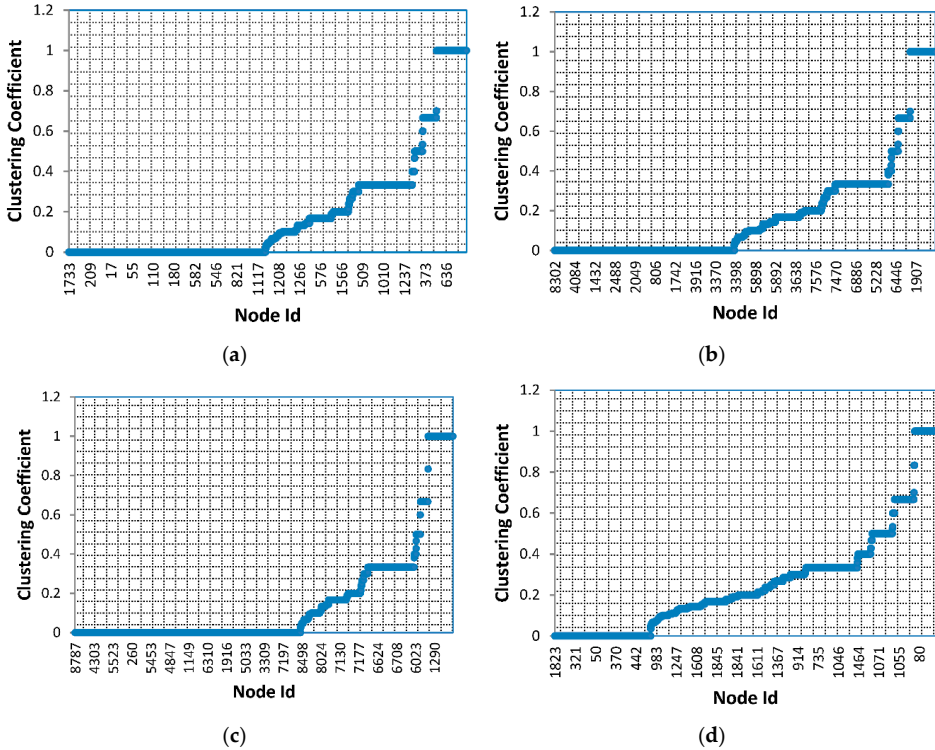 1.2
1
0.8
0.6
0.4
0.2
0
Clustering Coefficient
1733 209 17 55 110 180 582 546 821 1117 1208 1266 576 1566 509 1010 1237 373 636
Node Id
(a)
1.2
1
0.8
0.6
0.4
0.2
0
Clustering Coefficient
8302 4084 1432 2488 2049 806 1742 3916 3370 3398 5898 5892 3638 7576 7470 6886 5228 6446 1907
Node Id
(b)
1.2
1
0.8
0.6
0.4
0.2
0
Clustering Coefficient
8787 4303 5523 260 5453 4847 1149 6310 1916 5033 3309 7197 8498 8024 7130 7177 6624 6708 6023 1290
Node Id
(c)
1.2
1
0.8
0.6
0.4
0.2
0
Clustering Coefficient
1823 321 50 370 442 983 1247 1608 1845 1841 1611 1367 914 735 1046 1464 1071 1055 80
Node Id
(d)